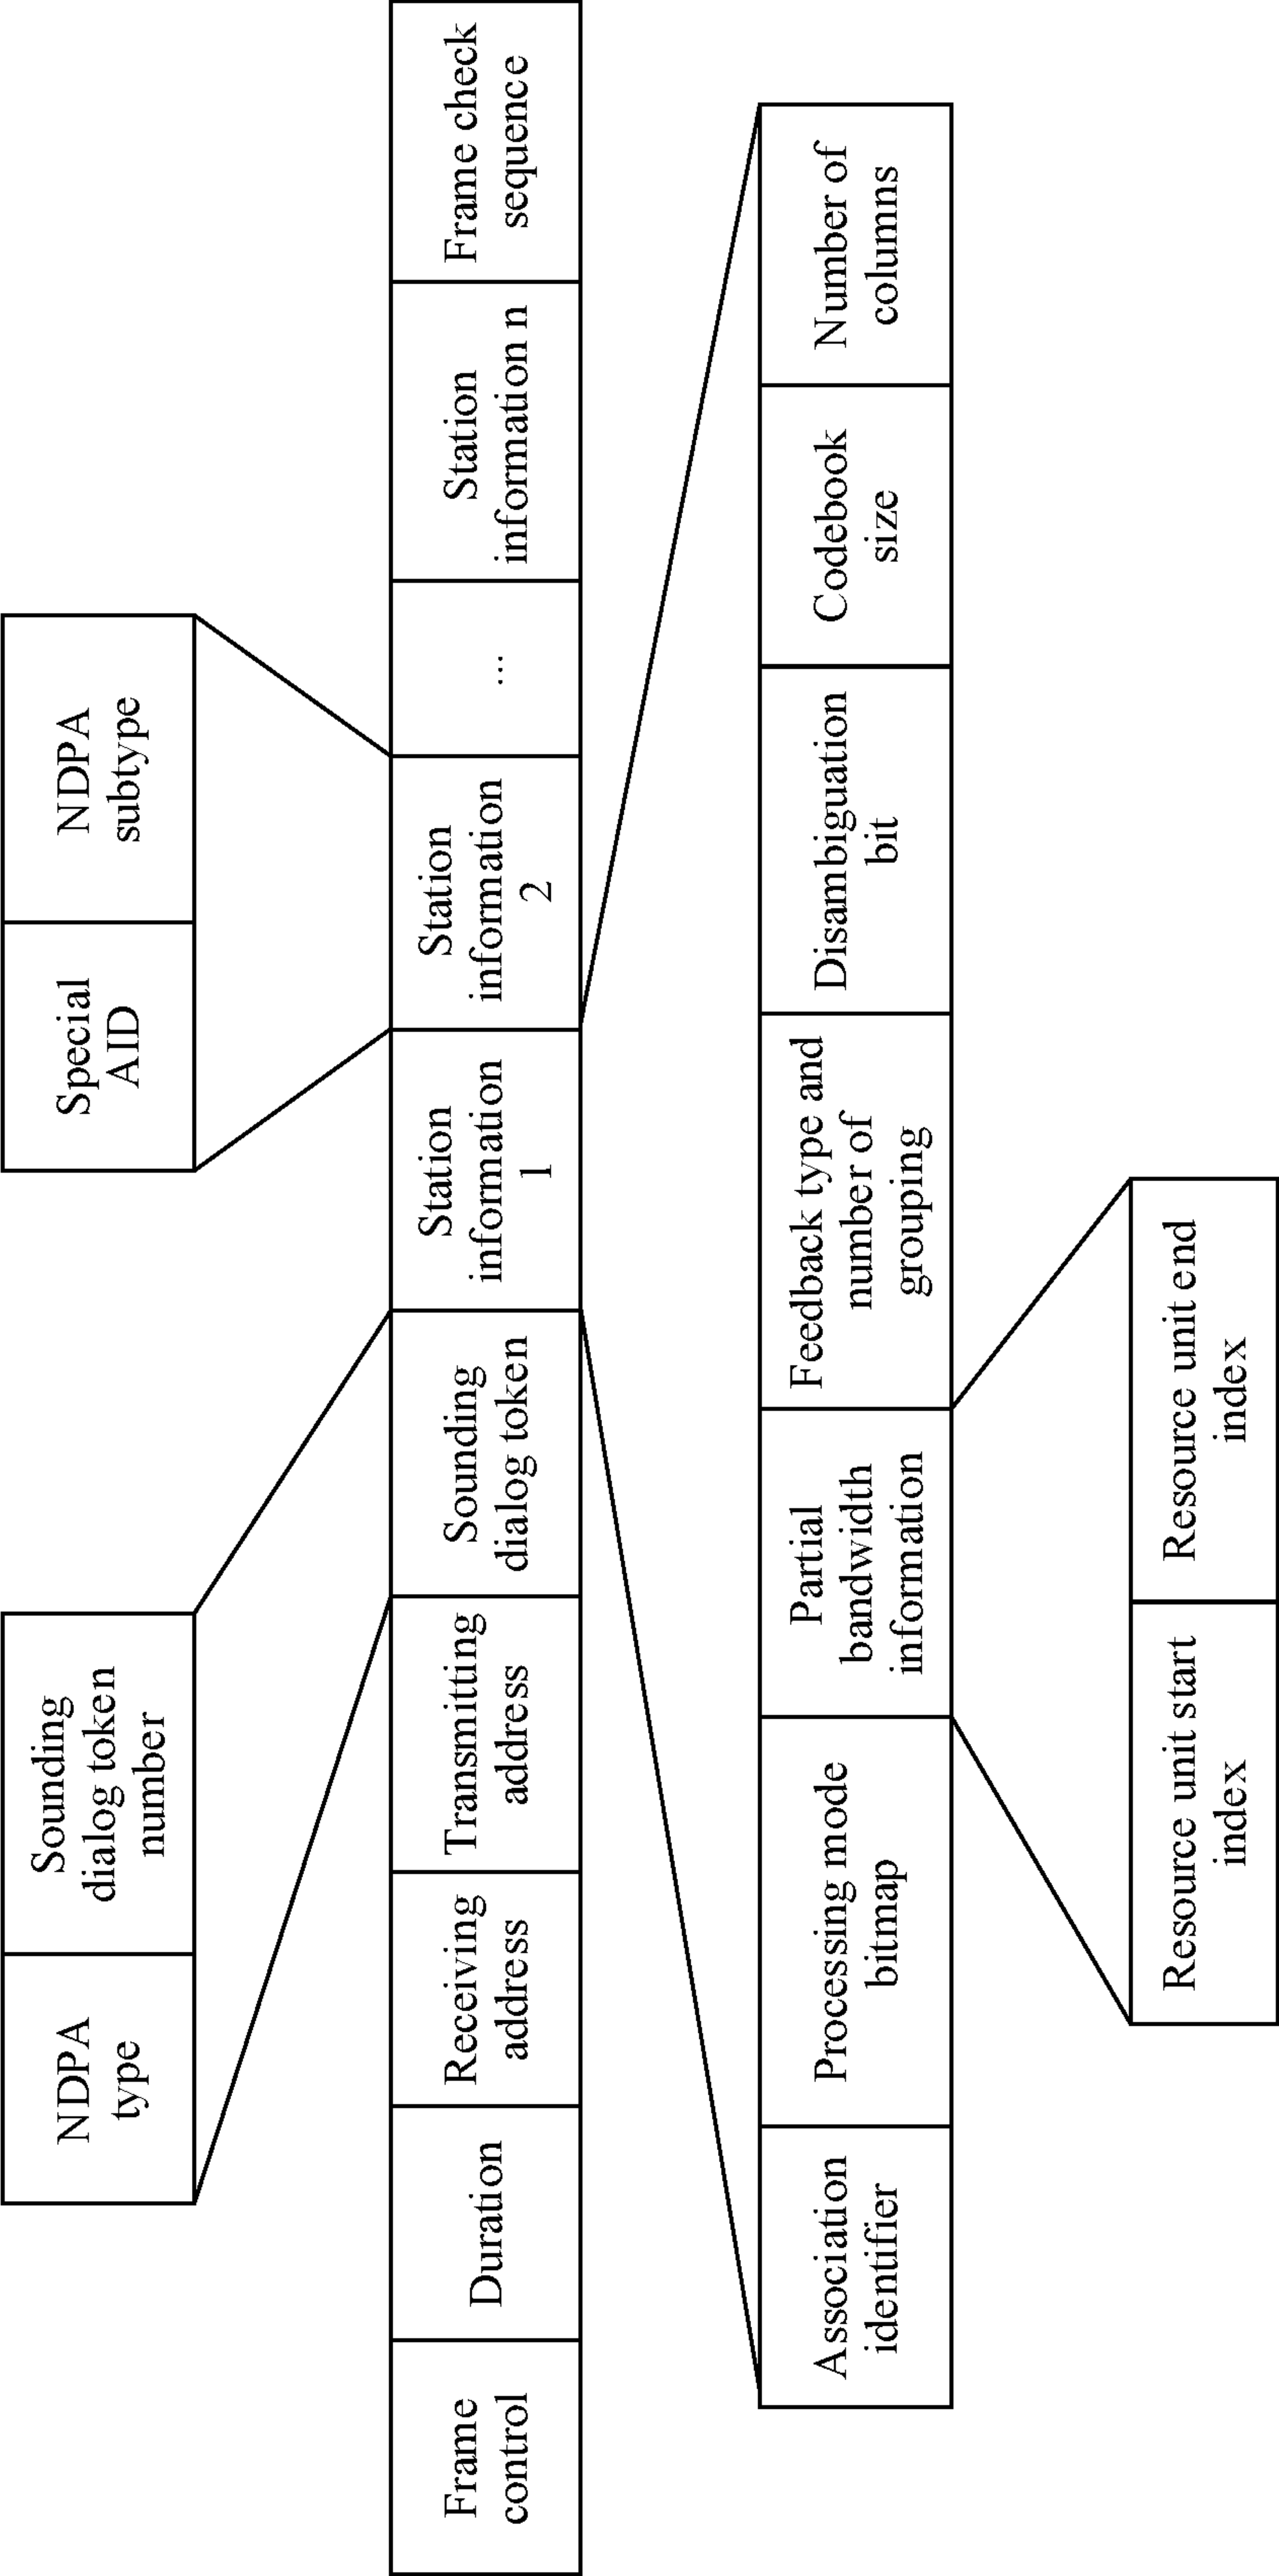 NDPA
type
Sounding
dialog token
number
Special
AID
NDPA
subtype
Frame
control
Duration
Receiving
address
Transmitting
address
Sounding
dialog token
Station
information
1
Station
information
2
...
Station
information n
Frame check
sequence
Association
identifier
Processing mode
bitmap
Partial
bandwidth
information
Feedback type and
number of
grouping
Disambiguation
bit
Codebook
size
Number of
columns
Resource unit start
index
Resource unit end
index